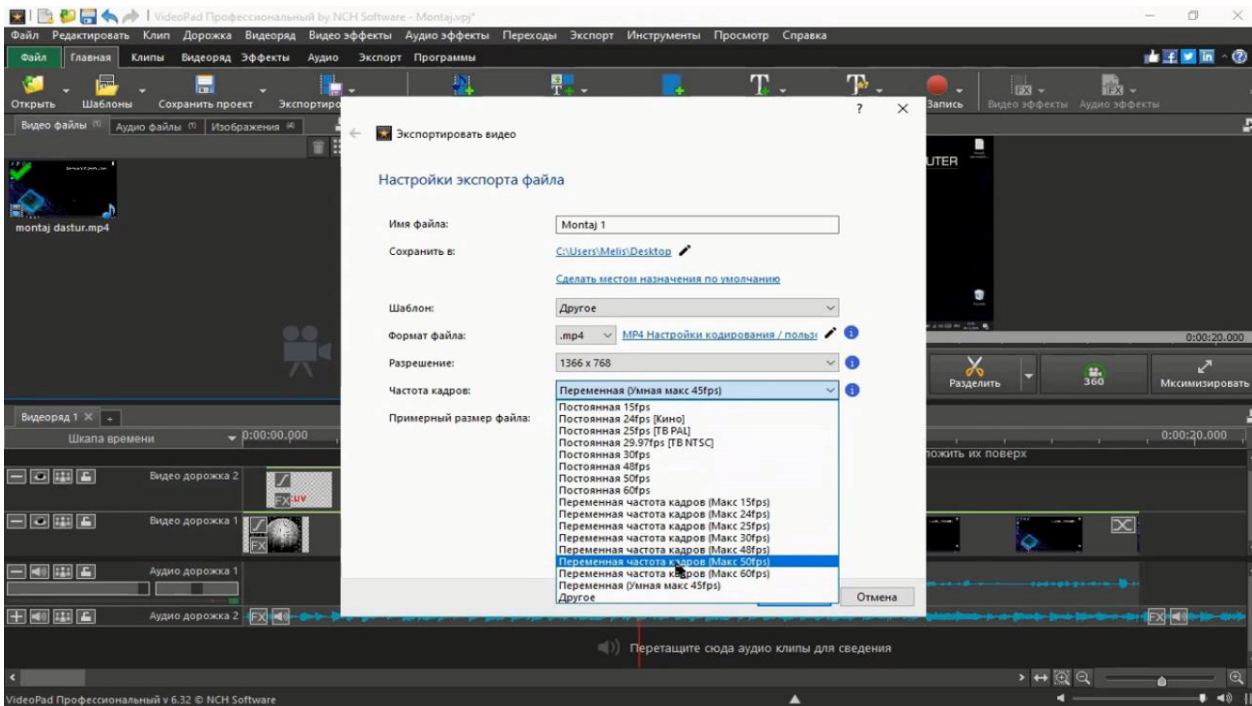 VideoPad Профессиональный by NCH Software - Montaj.vpj*
Файл Редактировать Клип Дорожка Видеоряд Видео эффекты Аудио эффекты Переходы Экспорт Инструменты Просмотр Справка
Файл Главная Клипы Видеоряд Эффекты Аудио Экспорт Программы
Открыть Шаблоны Сохранить проект Экспортиро Запись Видео эффекты Аудио эффекты
Видео файлы (1) Аудио файлы (1) Изображения (4)
montaj dastur.mp4
? ×
Экспортировать видео
Настройки экспорта файла
Имя файла: Montaj 1
Сохранить в: C:\Users\Melis\Desktop
Сделать местом назначения по умолчанию
Шаблон: Другое
Формат файла: .mp4 MP4 Настройки кодирования / польз
Разрешение: 1366 x 768
Частота кадров: Переменная (Умная макс 45fps)
Примерный размер файла:
Постоянная 15fps
Постоянная 24fps [Кино]
Постоянная 25fps [ТВ PAL]
Постоянная 29.97fps [ТВ NTSC]
Постоянная 30fps
Постоянная 48fps
Постоянная 50fps
Постоянная 60fps
Переменная частота кадров (Макс 15fps)
Переменная частота кадров (Макс 24fps)
Переменная частота кадров (Макс 25fps)
Переменная частота кадров (Макс 30fps)
Переменная частота кадров (Макс 48fps)
Переменная частота кадров (Макс 50fps)
Переменная частота кадров (Макс 60fps)
Переменная (Умная макс 45fps)
Другое
Отмена
UTER
0:00:20.000
Разделить 360 Мксимизировать
Видеоряд 1 × +
Шкала времени 0:00:00.000 0:00:20.000
ложить их поверх
Видео дорожка 2 FX
Видео дорожка 1 FX
Аудио дорожка 1
Аудио дорожка 2 FX FX
Перетащите сюда аудио клипы для сведения
VideoPad Профессиональный v 6.32 © NCH Software